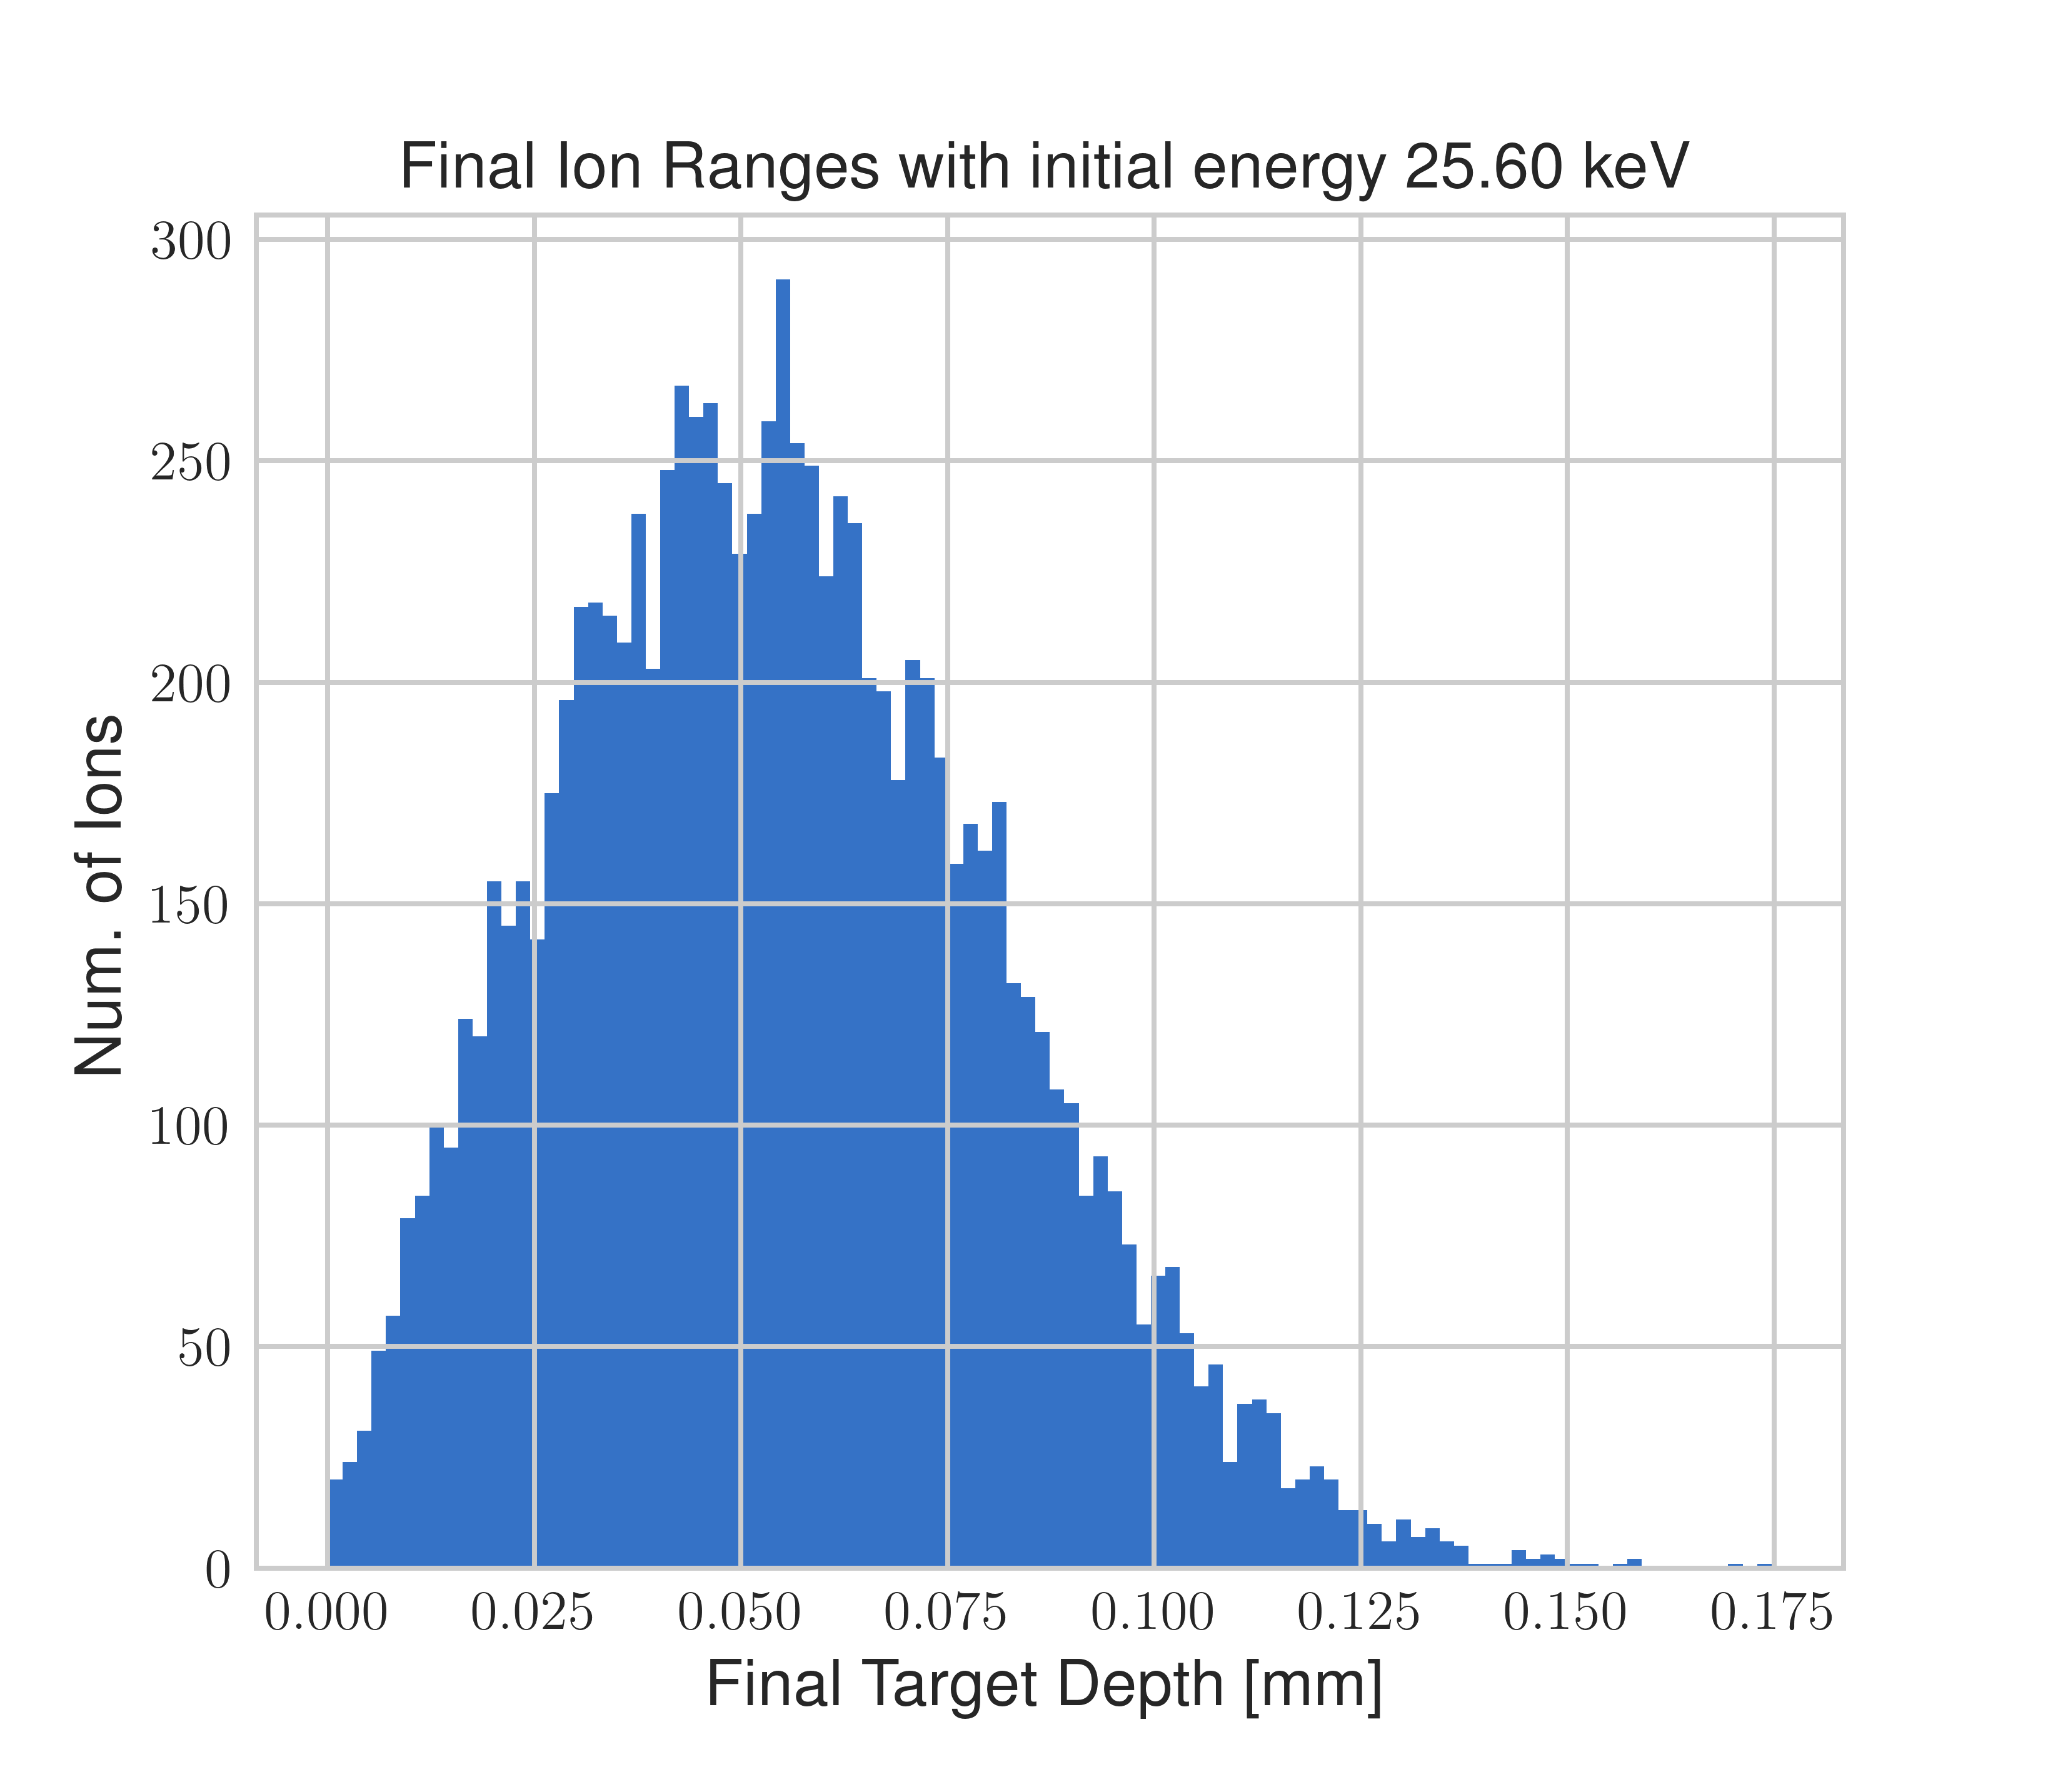 Final Ion Ranges with initial energy 25.60 keV
300
250
200
150
100
50
0
Num. of Ions
0.000 0.025 0.050 0.075 0.100 0.125 0.150 0.175
Final Target Depth [mm]